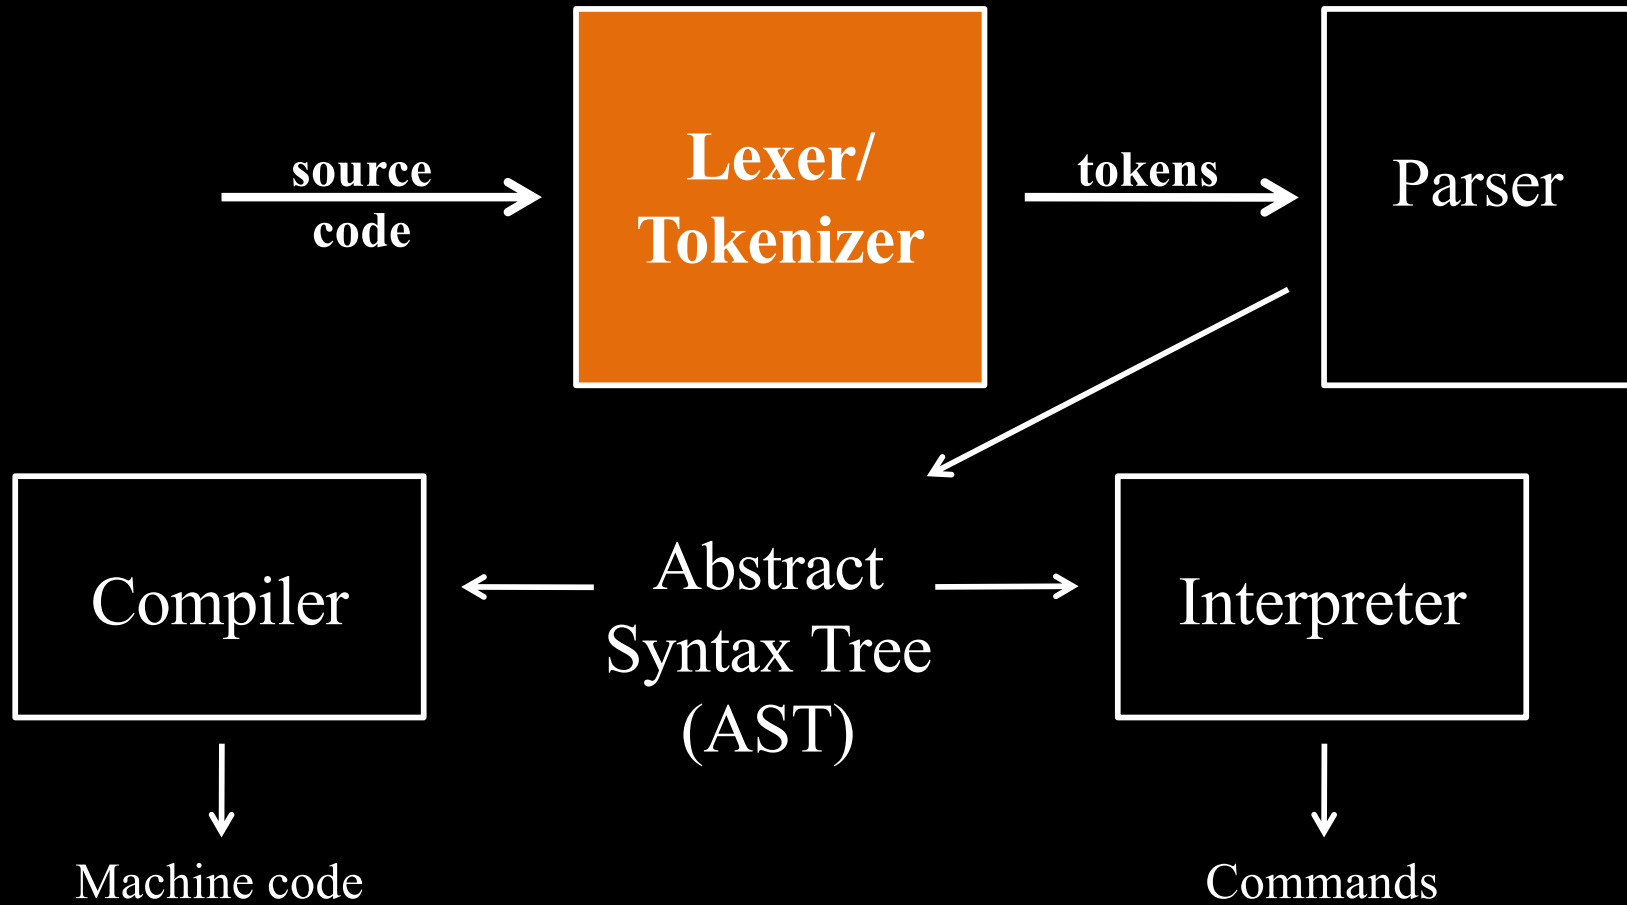 source
code
Lexer/
Tokenizer
tokens
Parser
Compiler
Abstract
Syntax Tree
(AST)
Interpreter
Machine code
Commands